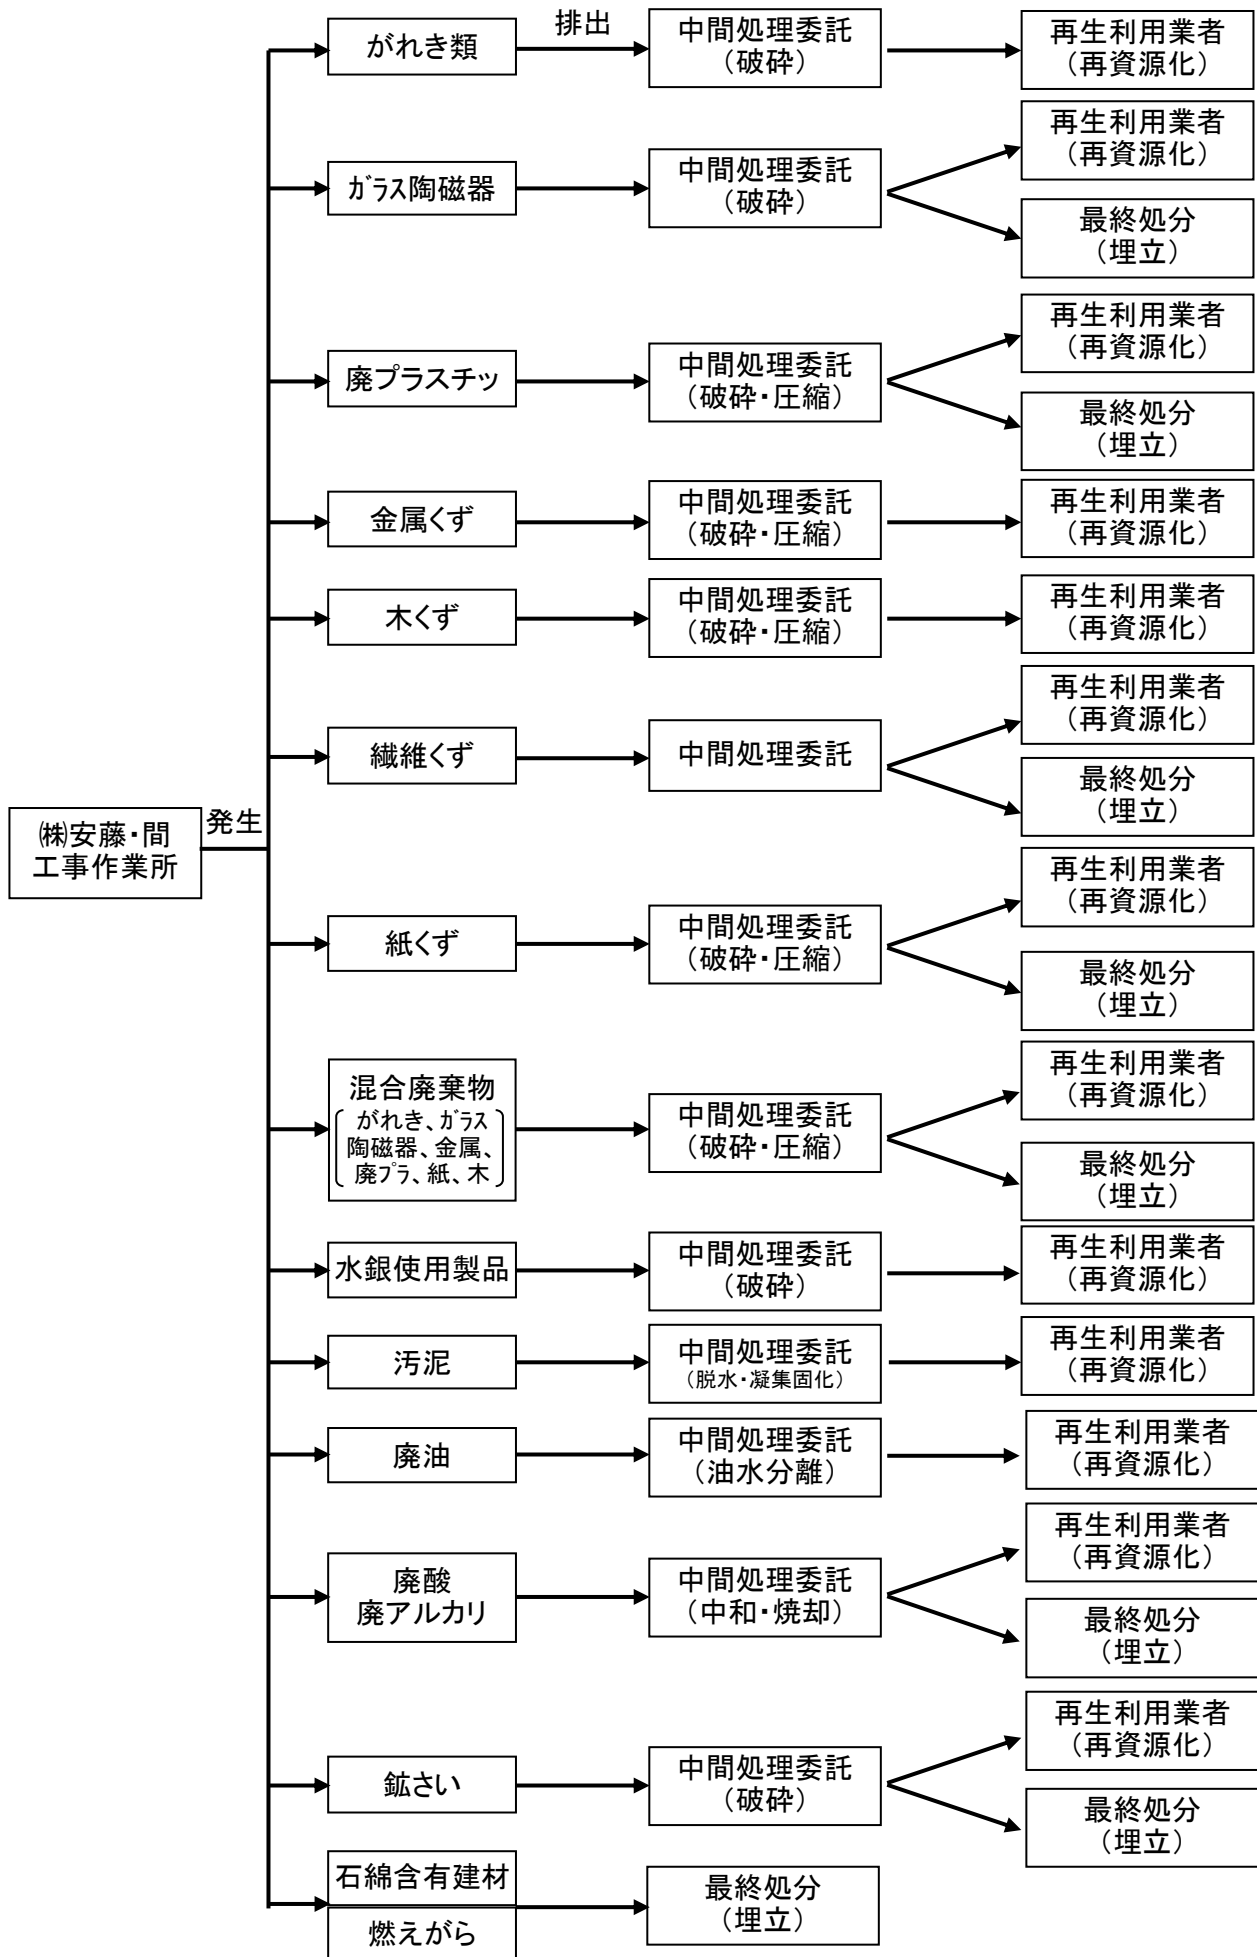 ㈱安藤・間
工事作業所
発生
がれき類
排出
中間処理委託
（破砕）
再生利用業者
（再資源化）
ｶﾞﾗｽ陶磁器
中間処理委託
（破砕）
再生利用業者
（再資源化）
最終処分
（埋立）
廃プラスチッ
中間処理委託
（破砕・圧縮）
再生利用業者
（再資源化）
最終処分
（埋立）
金属くず
中間処理委託
（破砕・圧縮）
再生利用業者
（再資源化）
木くず
中間処理委託
（破砕・圧縮）
再生利用業者
（再資源化）
繊維くず
中間処理委託
再生利用業者
（再資源化）
最終処分
（埋立）
紙くず
中間処理委託
（破砕・圧縮）
再生利用業者
（再資源化）
最終処分
（埋立）
混合廃棄物
がれき、ｶﾞﾗｽ
陶磁器、金属、
廃ﾌﾟﾗ、紙、木
中間処理委託
（破砕・圧縮）
再生利用業者
（再資源化）
最終処分
（埋立）
水銀使用製品
中間処理委託
（破砕）
再生利用業者
（再資源化）
汚泥
中間処理委託
（脱水・凝集固化）
再生利用業者
（再資源化）
廃油
中間処理委託
（油水分離）
再生利用業者
（再資源化）
廃酸
廃アルカリ
中間処理委託
（中和・焼却）
再生利用業者
（再資源化）
最終処分
（埋立）
鉱さい
中間処理委託
（破砕）
再生利用業者
（再資源化）
最終処分
（埋立）
石綿含有建材
燃えがら
最終処分
（埋立）